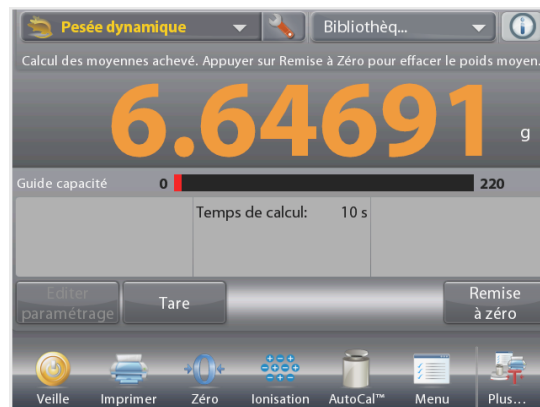 Pesée dynamique
Bibliothèq...
Calcul des moyennes achevé. Appuyer sur Remise à Zéro pour effacer le poids moyen.
6.64691 g
Guide capacité 0 220
Temps de calcul: 10 s
Editer
paramétrage
Tare
Remise
à zéro
Veille Imprimer Zéro Ionisation AutoCal™ Menu Plus...